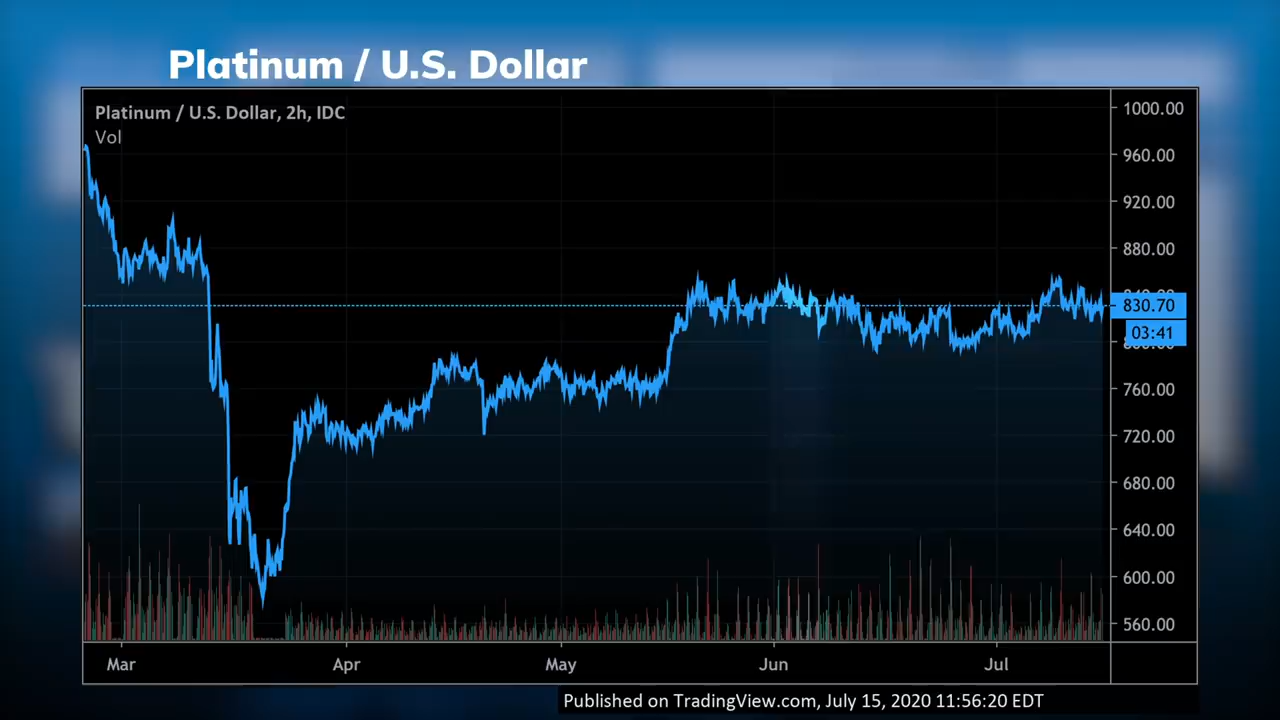 Platinum / U.S. Dollar
Platinum / U.S. Dollar, 2h, IDC
Vol
1000.00
960.00
920.00
880.00
830.70
03:41
760.00
720.00
680.00
640.00
600.00
560.00
Mar Apr May Jun Jul
Published on TradingView.com, July 15, 2020 11:56:20 EDT